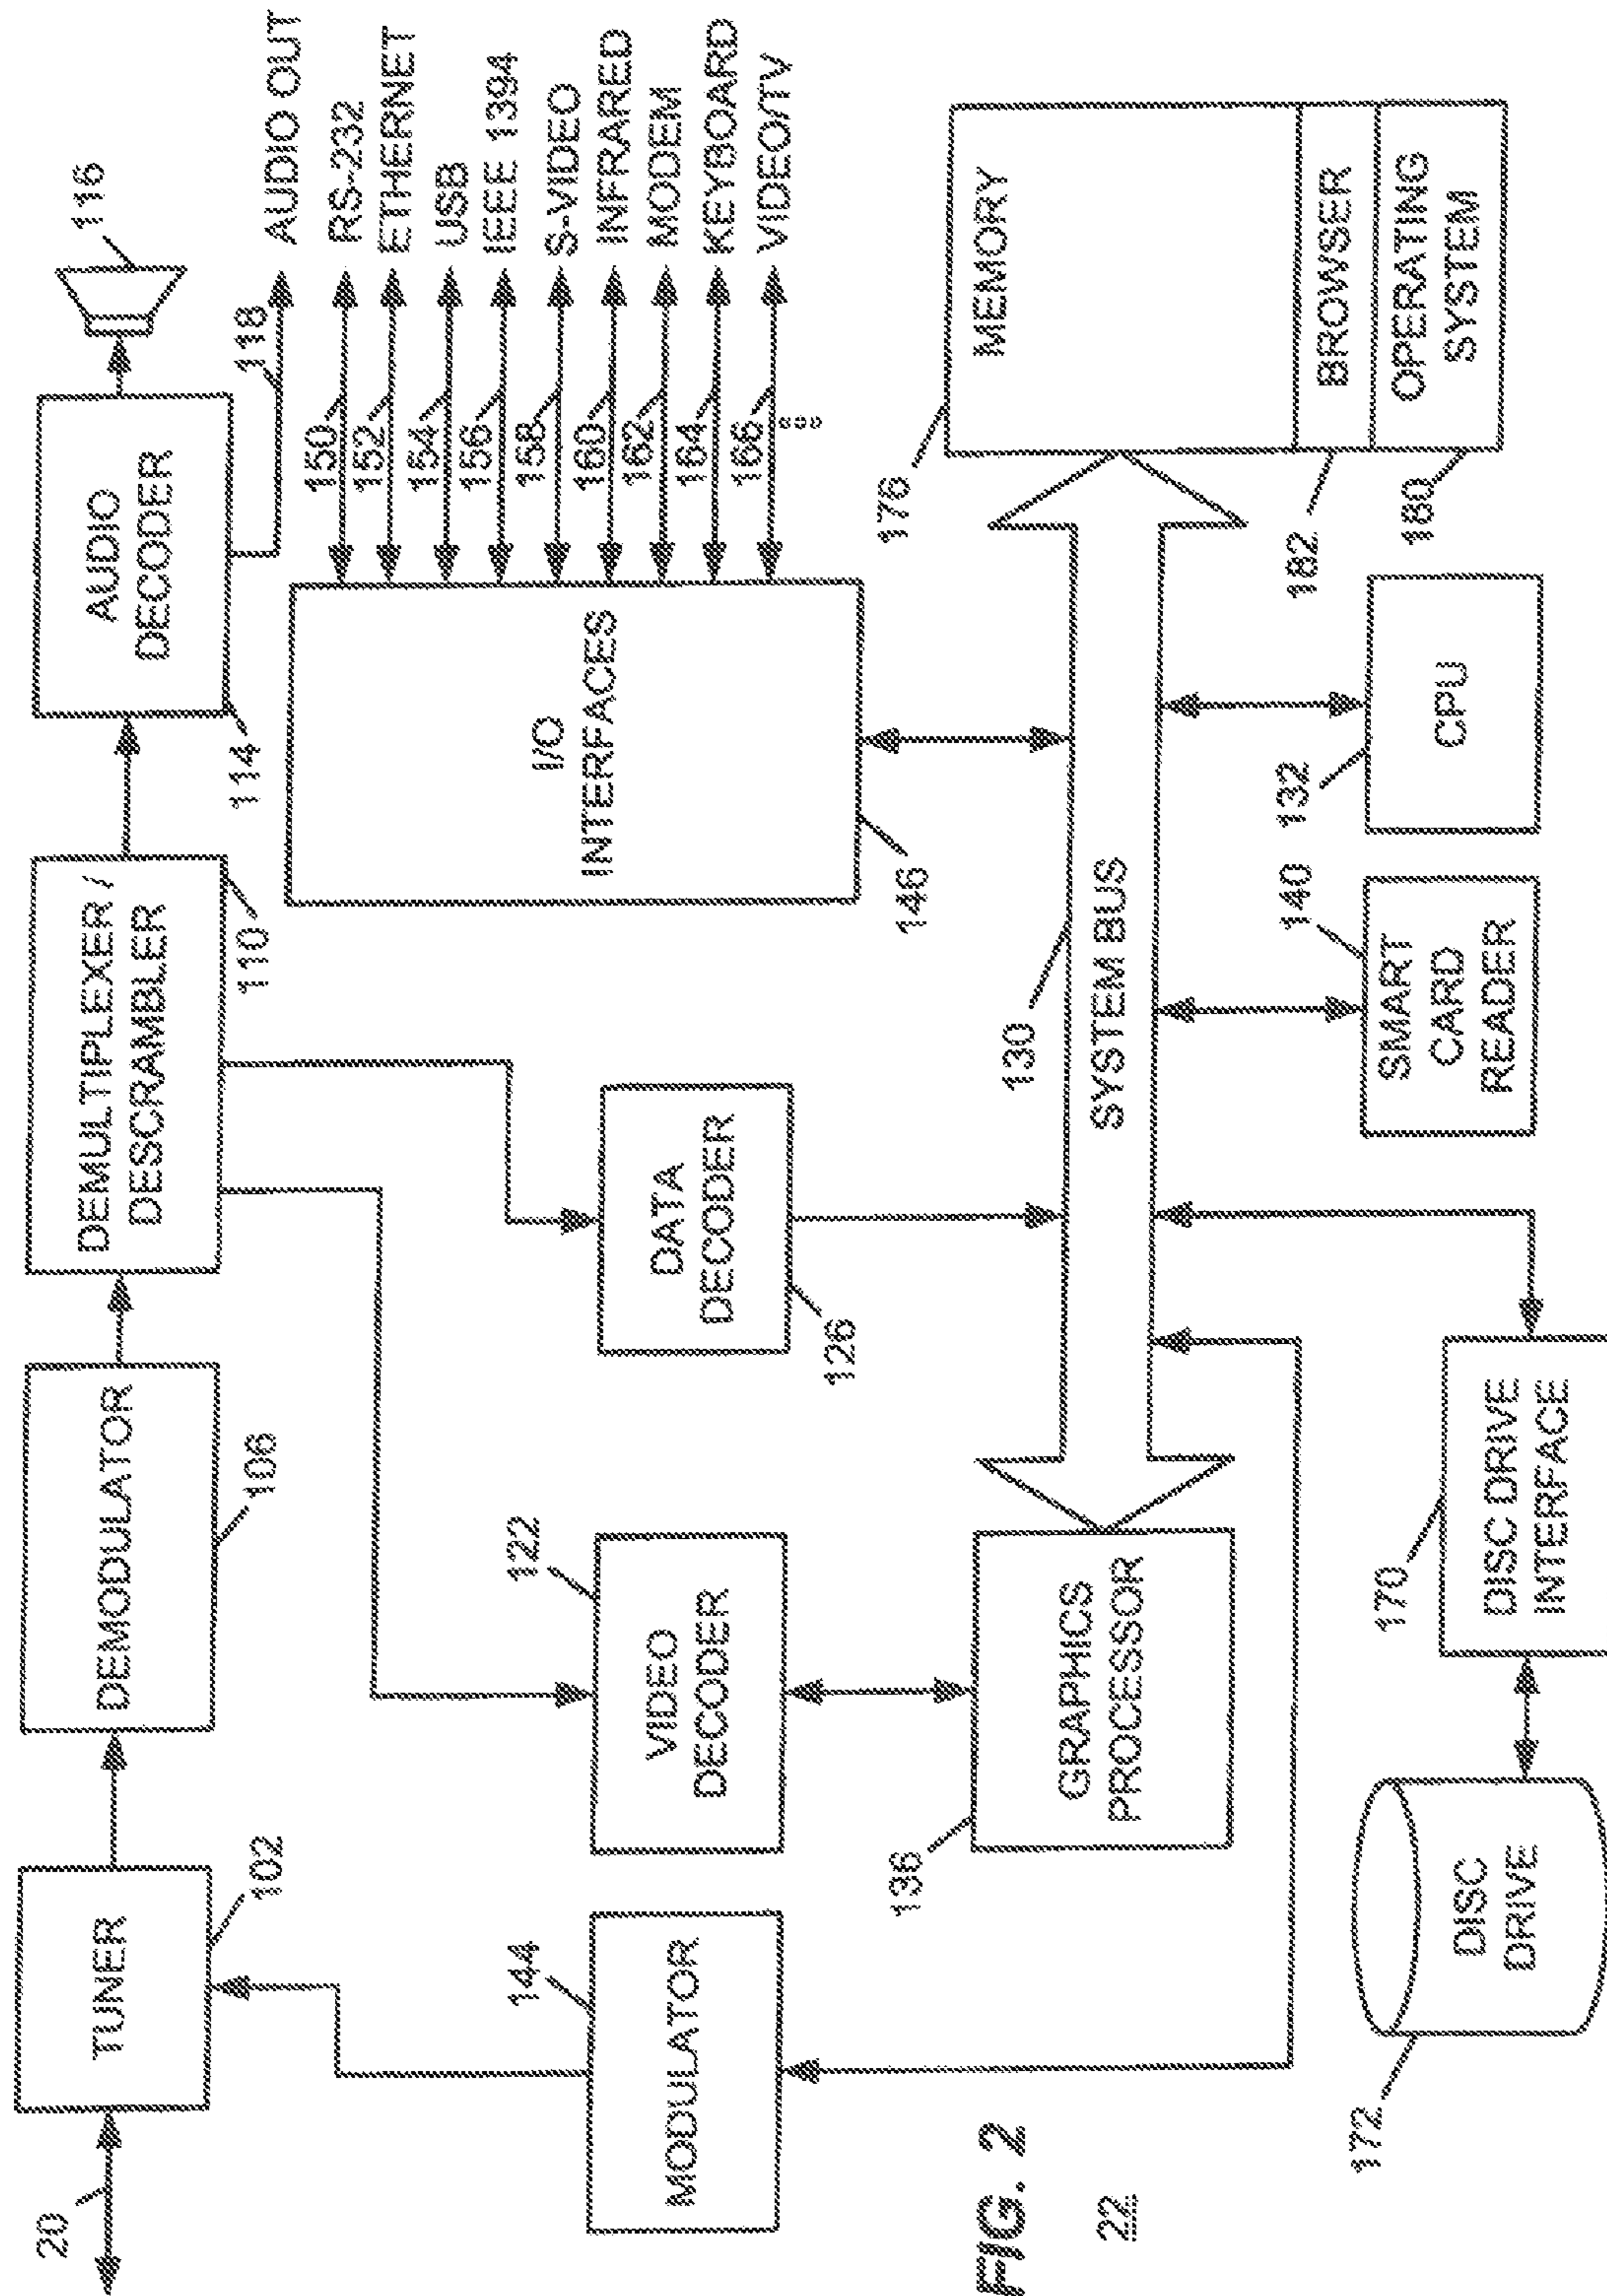 20
TUNER
102
DEMODULATOR
106
DEMULTIPLEXER /
DESCRAMBLER
110
AUDIO
DECODER
114
116
118
AUDIO OUT
150
RS-232
152
ETHERNET
154
USB
156
IEEE 1394
158
S-VIDEO
160
INFRARED
162
MODEM
164
KEYBOARD
166
VIDEO/TV
I/O
INTERFACES
146
144
MODULATOR
122
VIDEO
DECODER
DATA
DECODER
126
136
GRAPHICS
PROCESSOR
130
SYSTEM BUS
176
MEMORY
BROWSER
182
OPERATING
SYSTEM
180
132
CPU
140
SMART
CARD
READER
170
DISC DRIVE
INTERFACE
172
DISC
DRIVE
FIG. 2
22